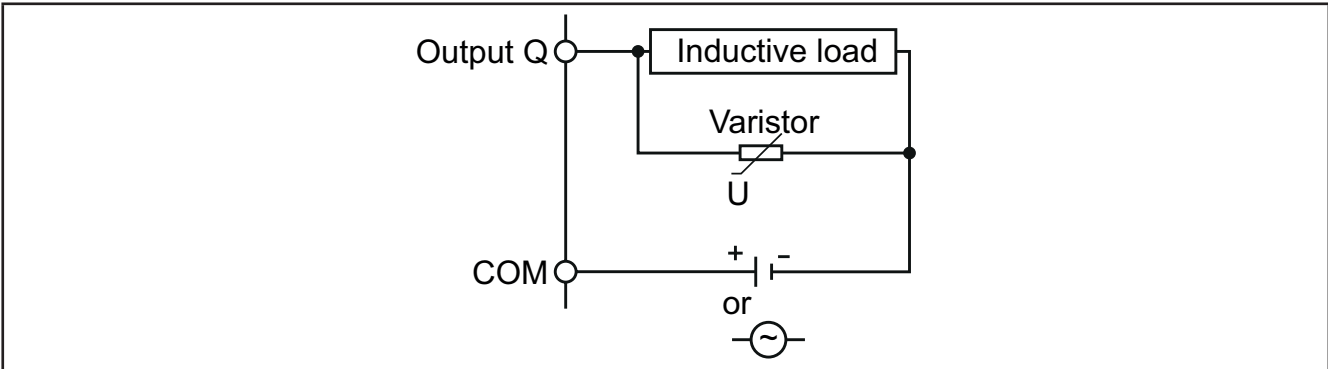 Output Q
Inductive load
Varistor
U
COM
+ -
or
~